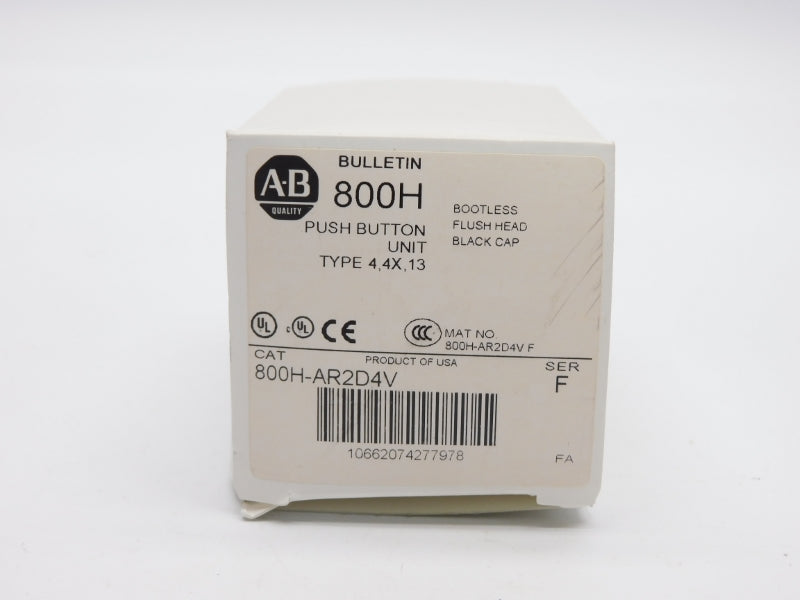 A-B
QUALITY
BULLETIN
800H
PUSH BUTTON
UNIT
TYPE 4,4X,13
BOOTLESS
FLUSH HEAD
BLACK CAP
UL
c UL
CE
CCC
MAT NO
800H-AR2D4V F
CAT
PRODUCT OF USA
SER
800H-AR2D4V
F
10662074277978
FA